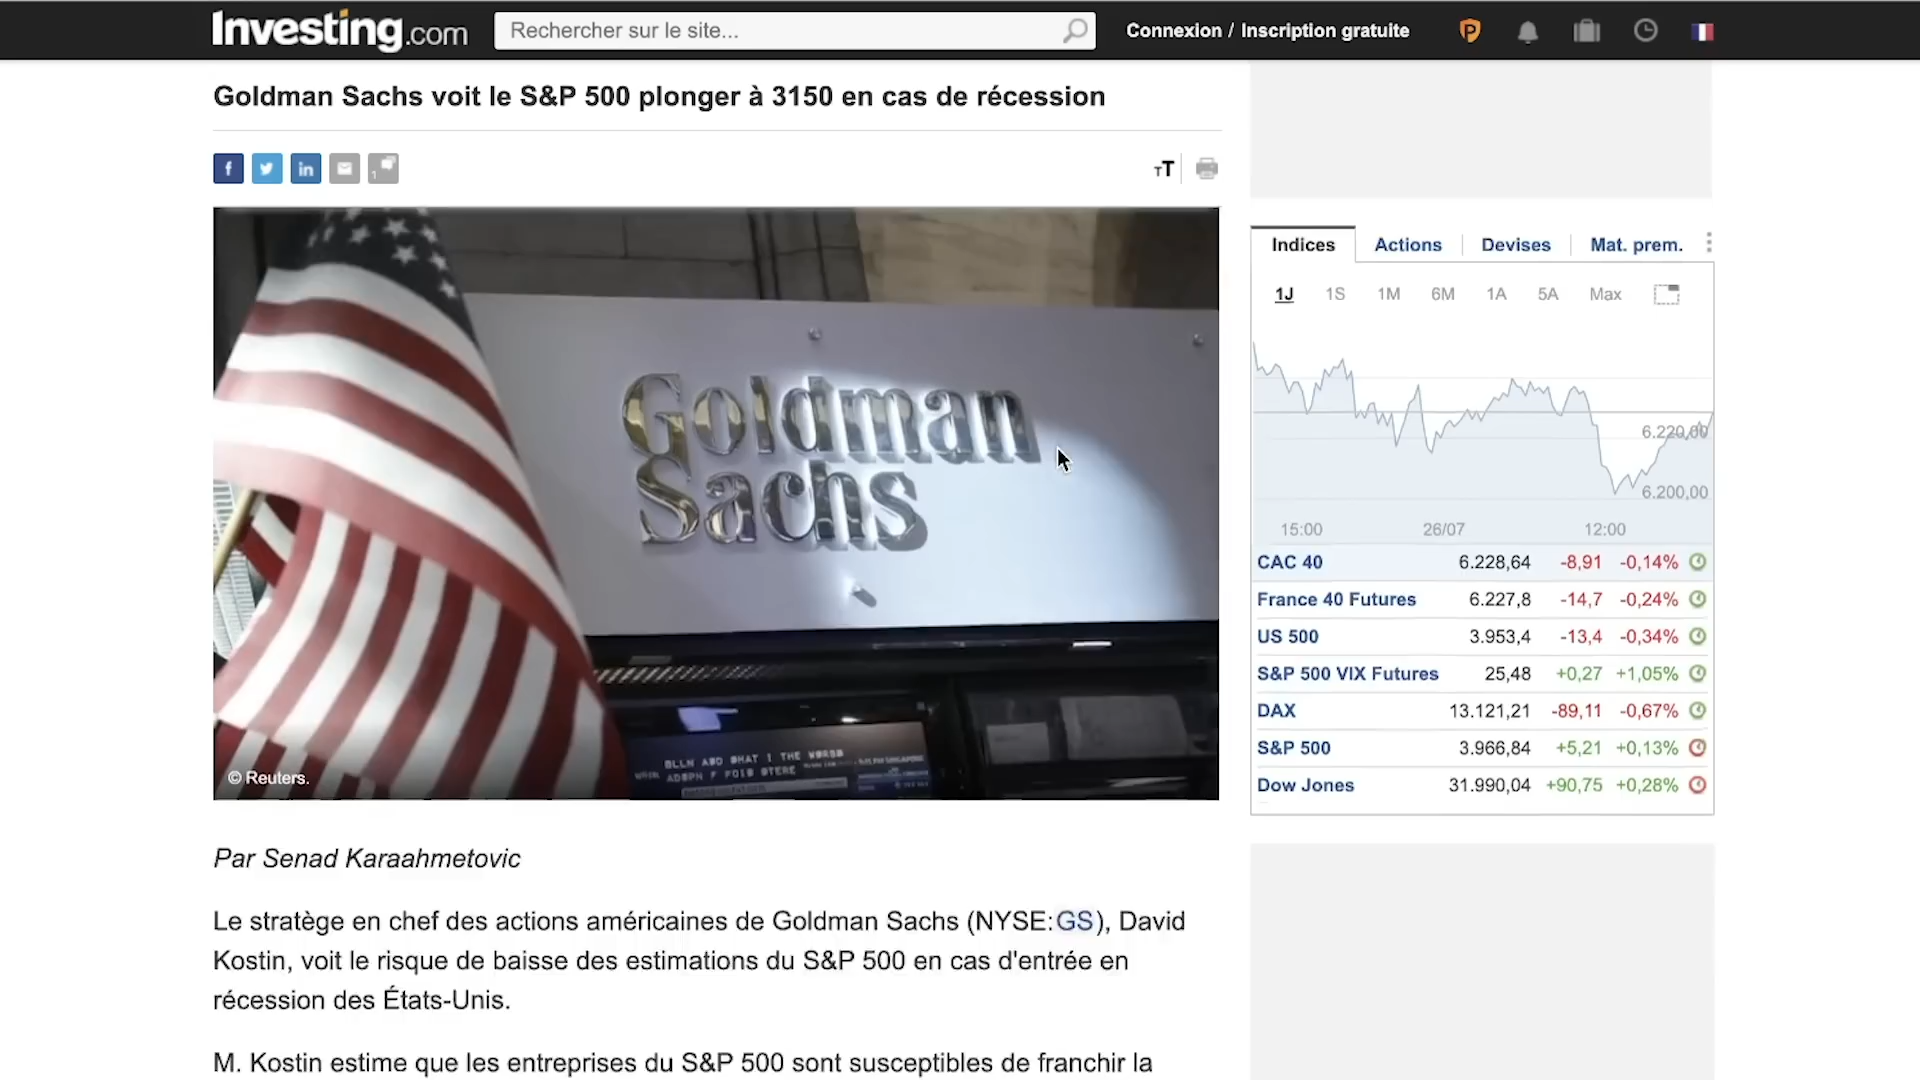 Investing.com
Rechercher sur le site...
Connexion / Inscription gratuite
Goldman Sachs voit le S&P 500 plonger à 3150 en cas de récession
1
TT
Goldman
Sachs
© Reuters.
Indices Actions Devises Mat. prem.
1J 1S 1M 6M 1A 5A Max
6.220,00
6.200,00
15:00 26/07 12:00
CAC 40 6.228,64 -8,91 -0,14%
France 40 Futures 6.227,8 -14,7 -0,24%
US 500 3.953,4 -13,4 -0,34%
S&P 500 VIX Futures 25,48 +0,27 +1,05%
DAX 13.121,21 -89,11 -0,67%
S&P 500 3.966,84 +5,21 +0,13%
Dow Jones 31.990,04 +90,75 +0,28%
Par Senad Karaahmetovic
Le stratège en chef des actions américaines de Goldman Sachs (NYSE:GS), David
Kostin, voit le risque de baisse des estimations du S&P 500 en cas d'entrée en
récession des États-Unis.
M. Kostin estime que les entreprises du S&P 500 sont susceptibles de franchir la